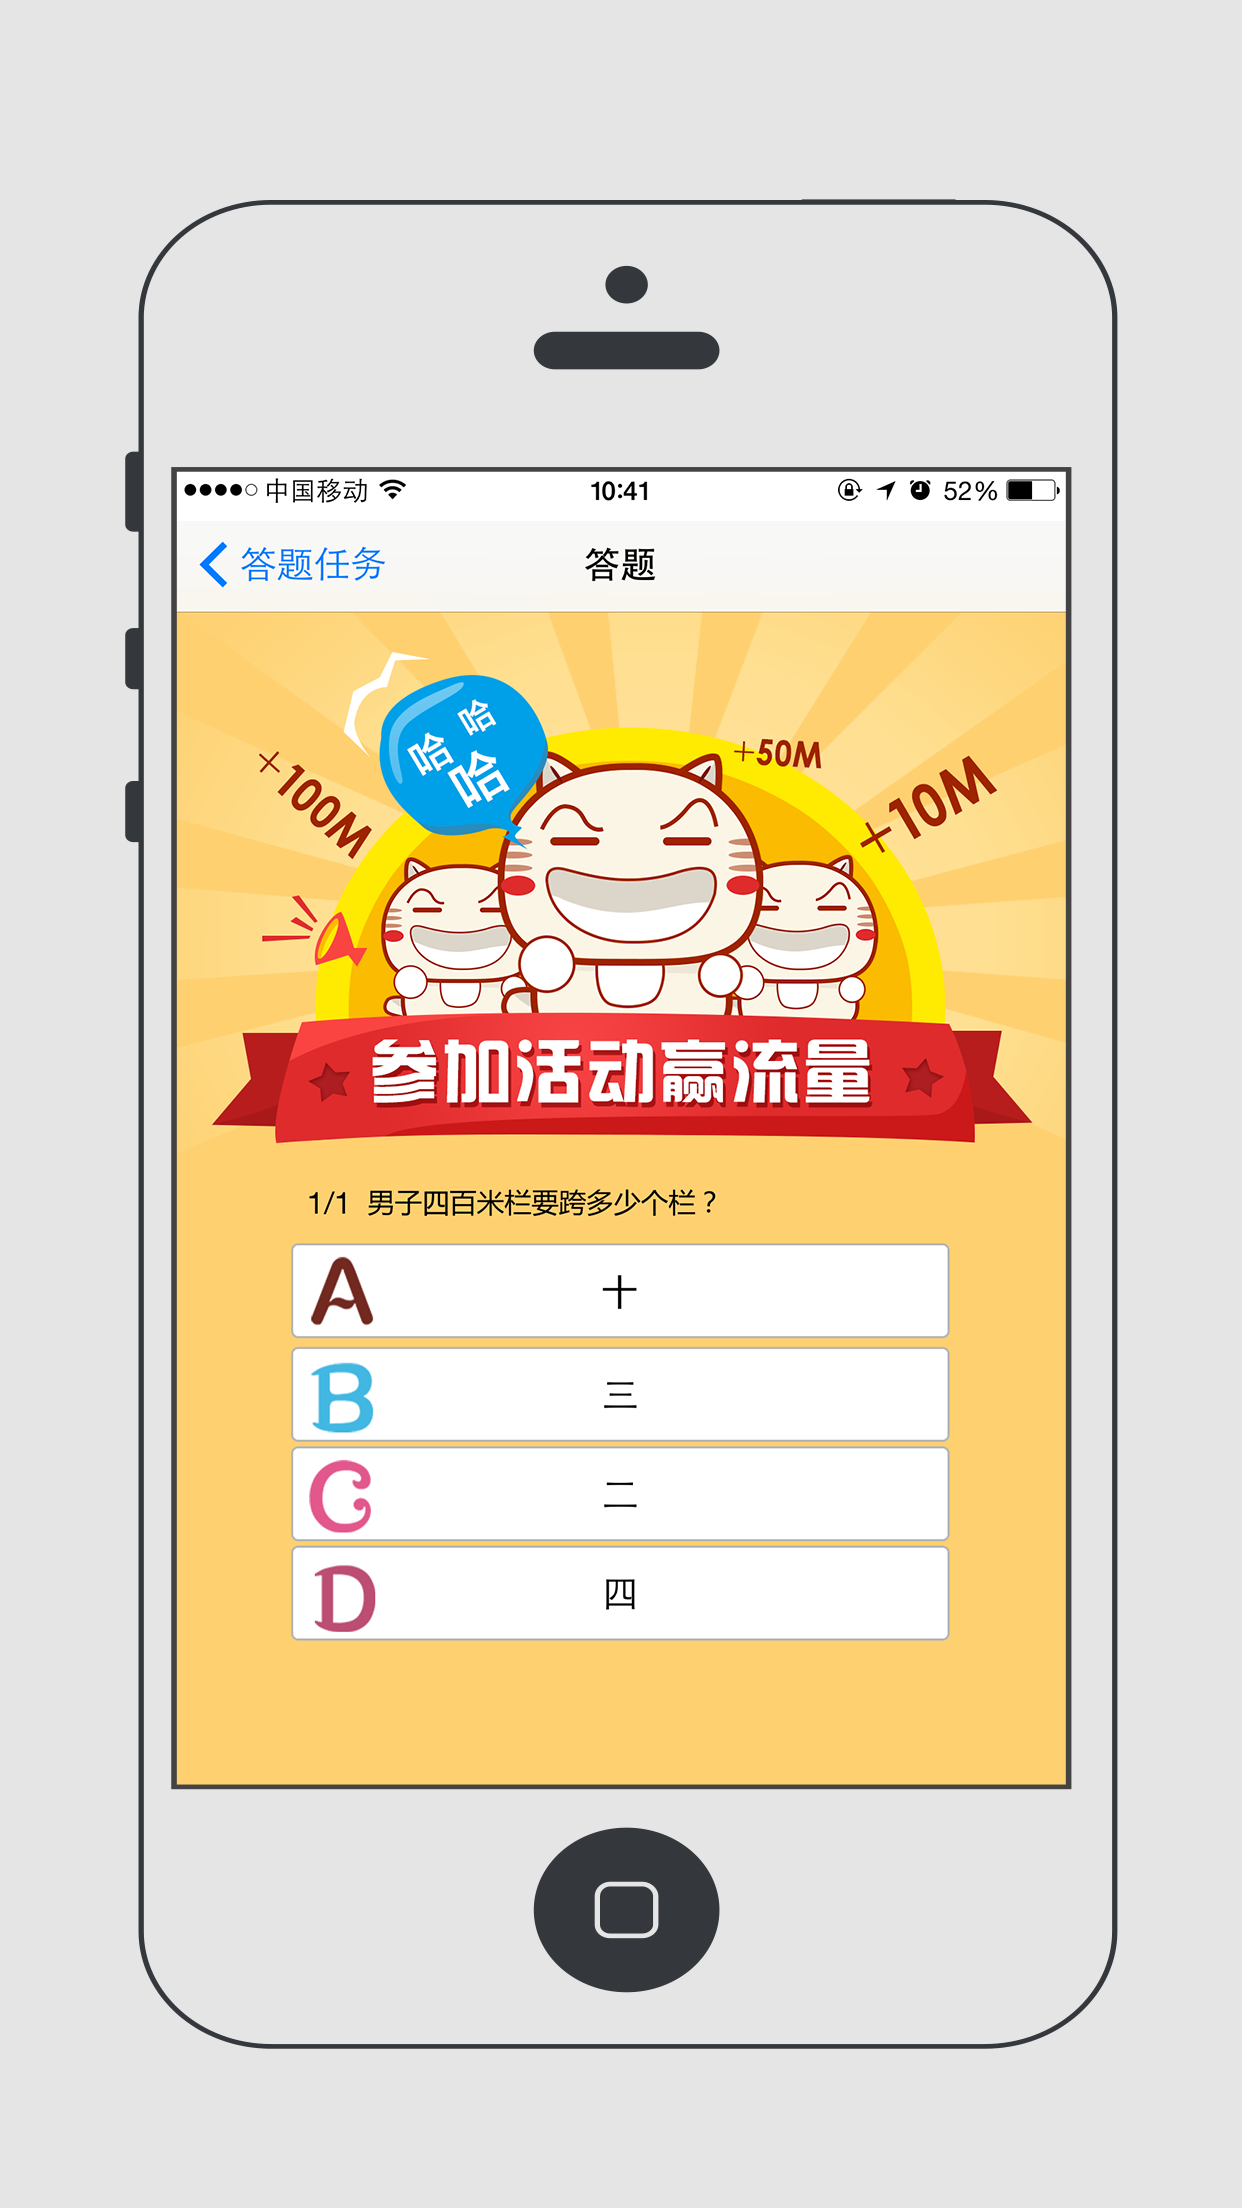 中国移动 10:41 52%
答题任务 答题
哈
哈
哈
+50M
+10M
+100M
参加活动赢流量
1/1 男子四百米栏要跨多少个栏？
A 十
B 三
C 二
D 四